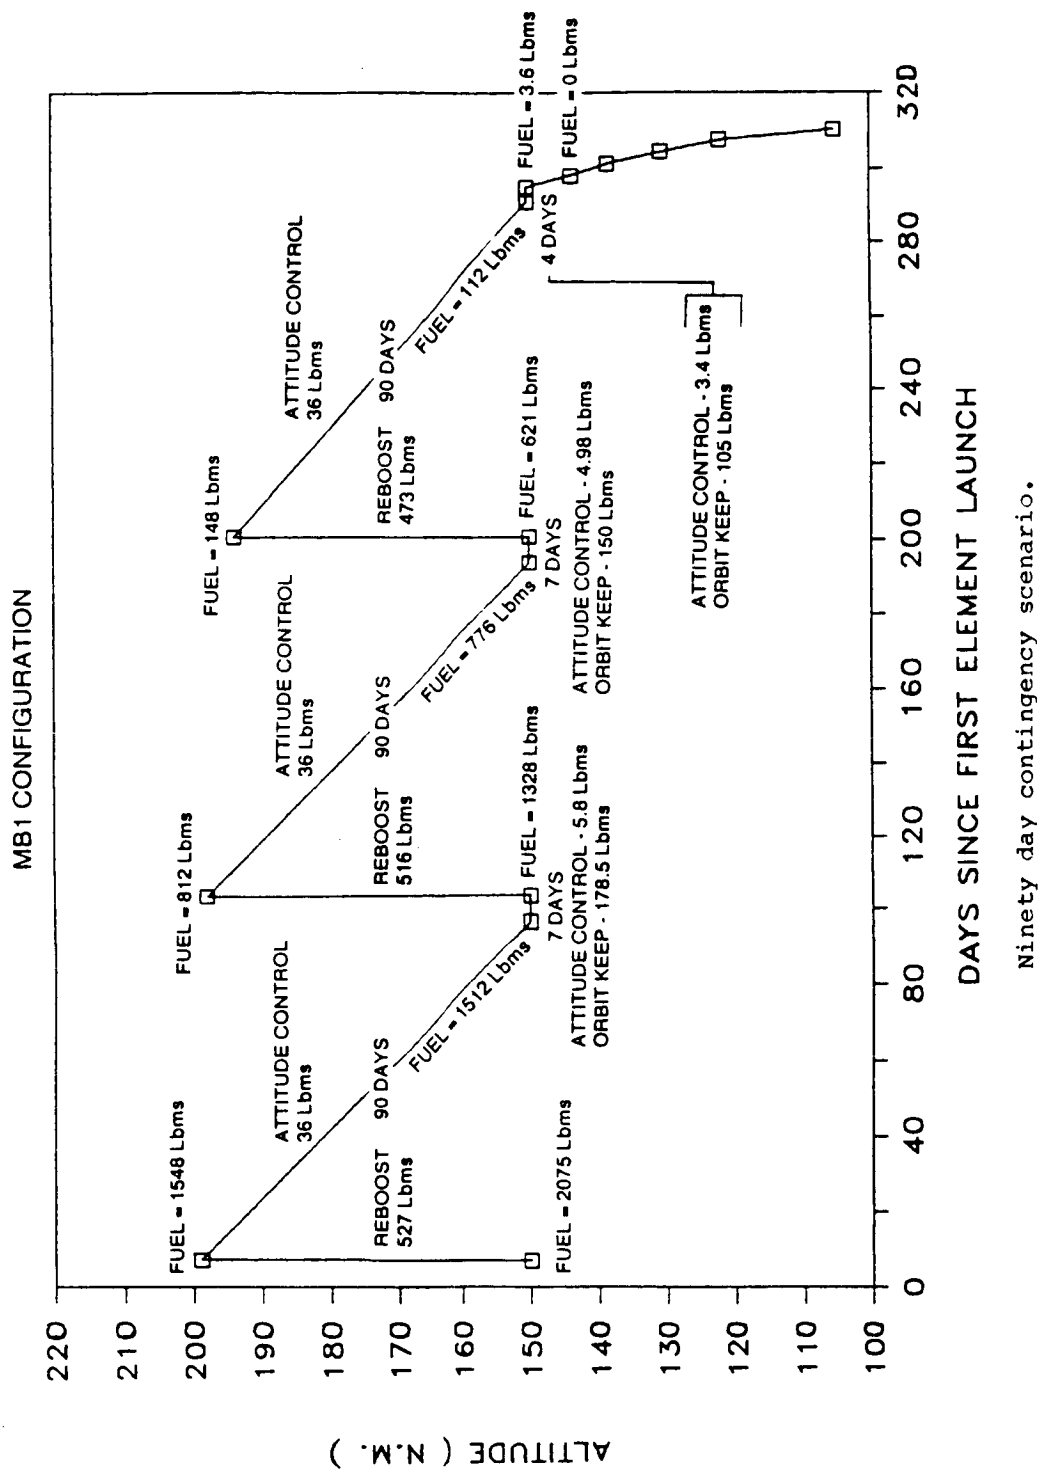 MB1 CONFIGURATION
ALTITUDE ( N.M. )
220
210
200
190
180
170
160
150
140
130
120
110
100
0
40
80
120
160
200
240
280
32D
DAYS SINCE FIRST ELEMENT LAUNCH
FUEL = 1548 Lbms
REBOOST
527 Lbms
FUEL = 2075 Lbms
ATTITUDE CONTROL
36 Lbms
90 DAYS
FUEL = 1512 Lbms
7 DAYS
ATTITUDE CONTROL - 5.8 Lbms
ORBIT KEEP - 178.5 Lbms
FUEL = 812 Lbms
REBOOST
516 Lbms
FUEL = 1328 Lbms
ATTITUDE CONTROL
36 Lbms
90 DAYS
FUEL = 776 Lbms
7 DAYS
ATTITUDE CONTROL - 4.98 Lbms
ORBIT KEEP - 150 Lbms
FUEL = 148 Lbms
REBOOST
473 Lbms
FUEL = 621 Lbms
ATTITUDE CONTROL
36 Lbms
90 DAYS
FUEL = 112 Lbms
4 DAYS
ATTITUDE CONTROL - 3.4 Lbms
ORBIT KEEP - 105 Lbms
FUEL = 3.6 Lbms
FUEL = 0 Lbms
Ninety day contingency scenario.